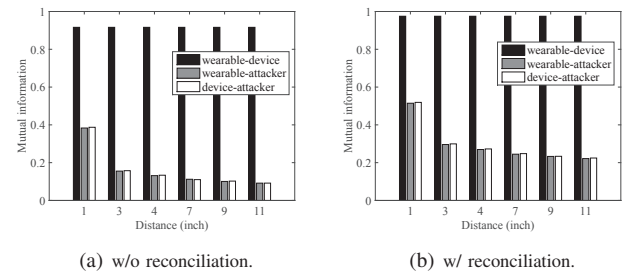 1
0.8
0.6
0.4
0.2
0
Mutual information
wearable-device
wearable-attacker
device-attacker
1 3 4 7 9 11
Distance (inch)
(a) w/o reconciliation.
1
0.8
0.6
0.4
0.2
0
Mutual information
wearable-device
wearable-attacker
device-attacker
1 3 4 7 9 11
Distance (inch)
(b) w/ reconciliation.